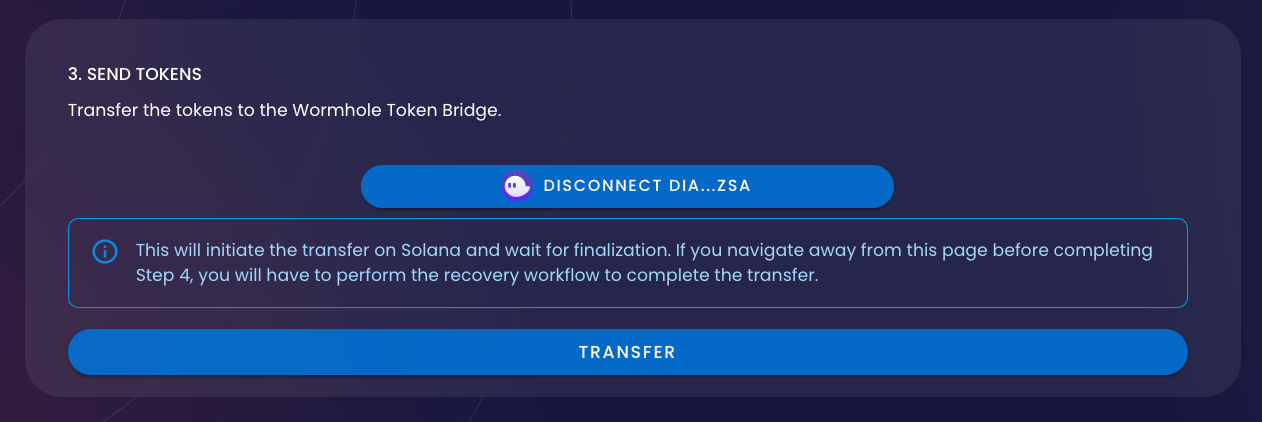 3. SEND TOKENS
Transfer the tokens to the Wormhole Token Bridge.
DISCONNECT DIA...ZSA
This will initiate the transfer on Solana and wait for finalization. If you navigate away from this page before completing
Step 4, you will have to perform the recovery workflow to complete the transfer.
TRANSFER